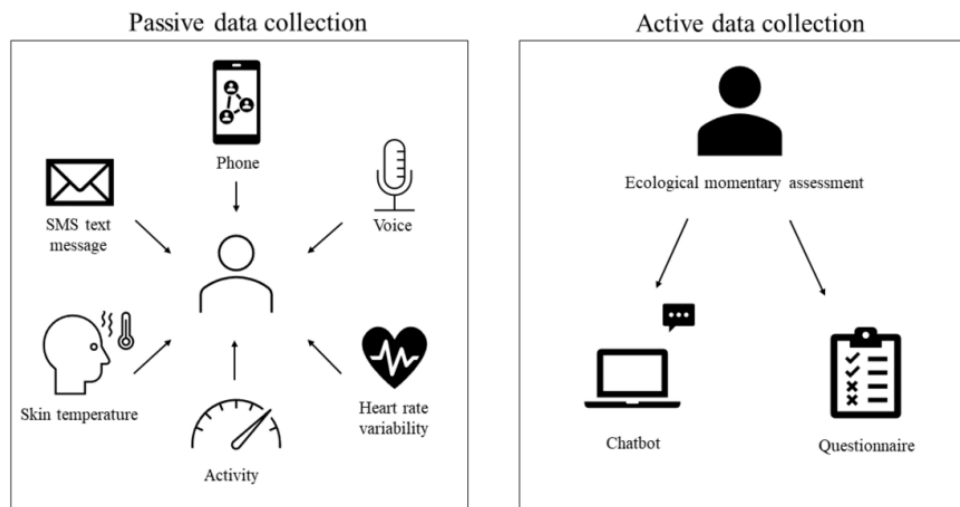 Passive data collection
Active data collection
Phone
SMS text
message
Voice
Skin temperature
Heart rate
variability
Activity
Ecological momentary assessment
Chatbot
Questionnaire